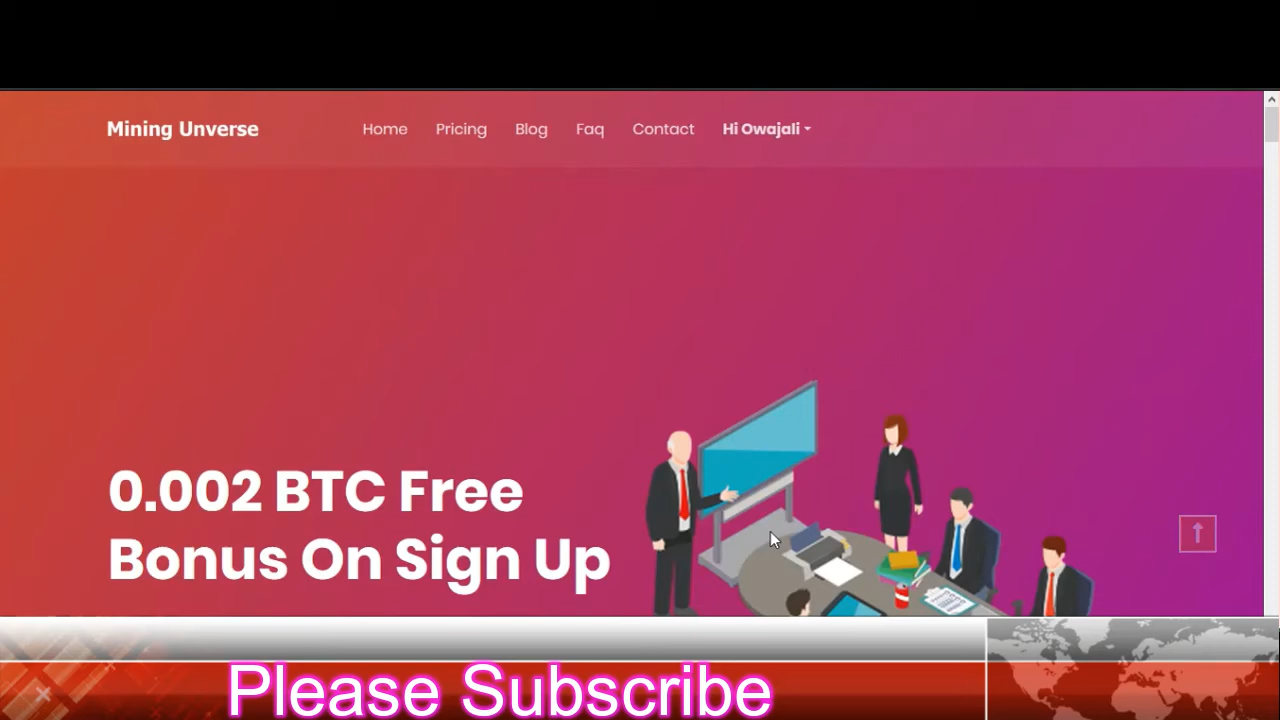 Mining Unverse
Home Pricing Blog Faq Contact Hi Owajali
0.002 BTC Free
Bonus On Sign Up
Please Subscribe